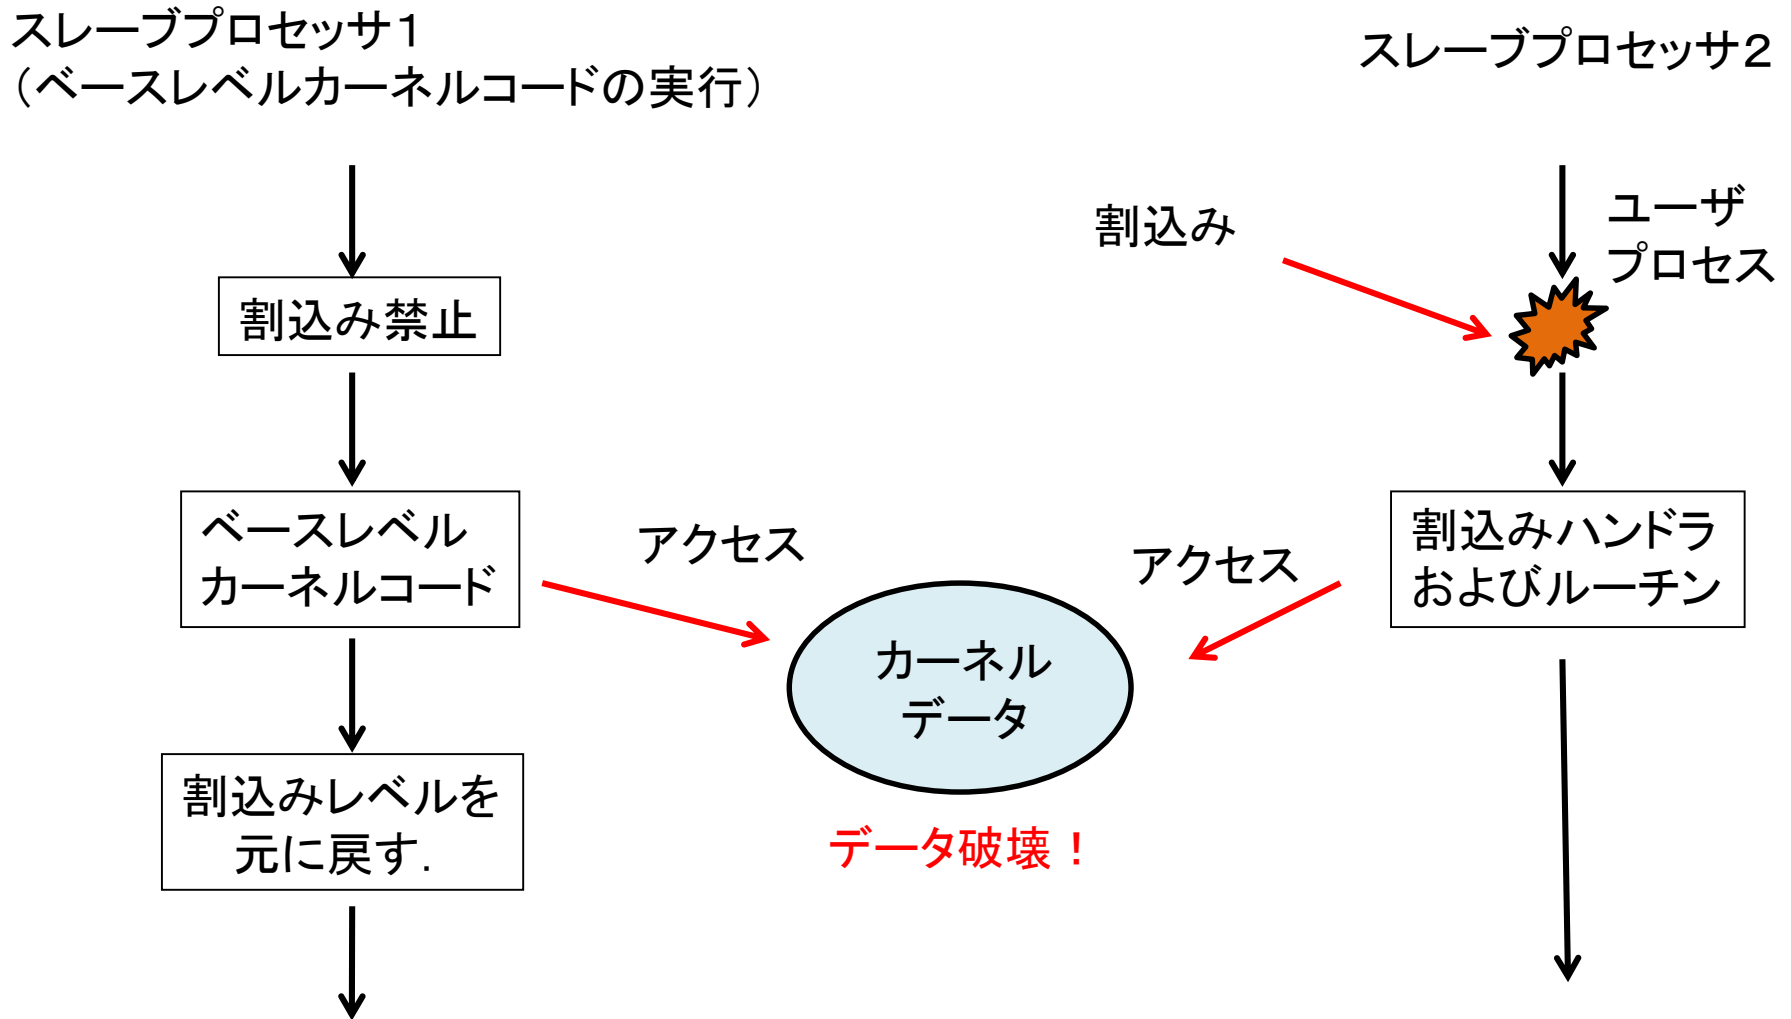 スレーブプロセッサ１
（ベースレベルカーネルコードの実行）
スレーブプロセッサ２
割込み
ユーザ
プロセス
割込み禁止
ベースレベル
カーネルコード
アクセス
アクセス
割込みハンドラ
およびルーチン
カーネル
データ
割込みレベルを
元に戻す．
データ破壊！